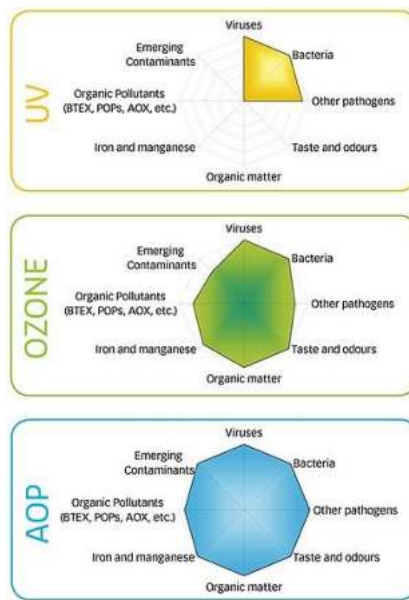 UV
Viruses
Emerging
Contaminants
Bacteria
Organic Pollutants
(BTEX, POPs, AOX, etc.)
Other pathogens
Iron and manganese
Taste and odours
Organic matter
OZONE
Viruses
Emerging
Contaminants
Bacteria
Organic Pollutants
(BTEX, POPs, AOX, etc.)
Other pathogens
Iron and manganese
Taste and odours
Organic matter
AOP
Viruses
Emerging
Contaminants
Bacteria
Organic Pollutants
(BTEX, POPs, AOX, etc.)
Other pathogens
Iron and manganese
Taste and odours
Organic matter